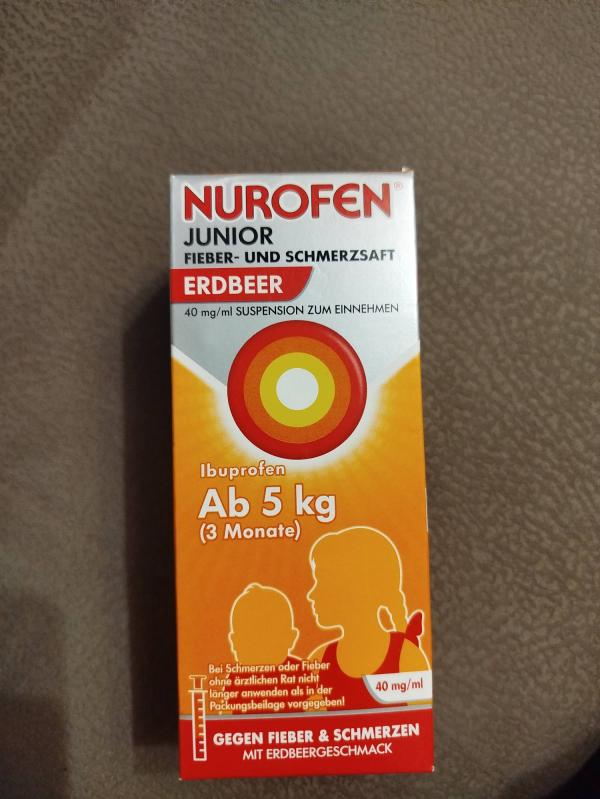 NUROFEN®
JUNIOR
FIEBER- UND SCHMERZSAFT
ERDBEER
40 mg/ml SUSPENSION ZUM EINNEHMEN
Ibuprofen
Ab 5 kg
(3 Monate)
Bei Schmerzen oder Fieber
ohne ärztlichen Rat nicht
länger anwenden als in der
Packungsbeilage vorgegeben!
40 mg/ml
GEGEN FIEBER & SCHMERZEN
MIT ERDBEERGESCHMACK